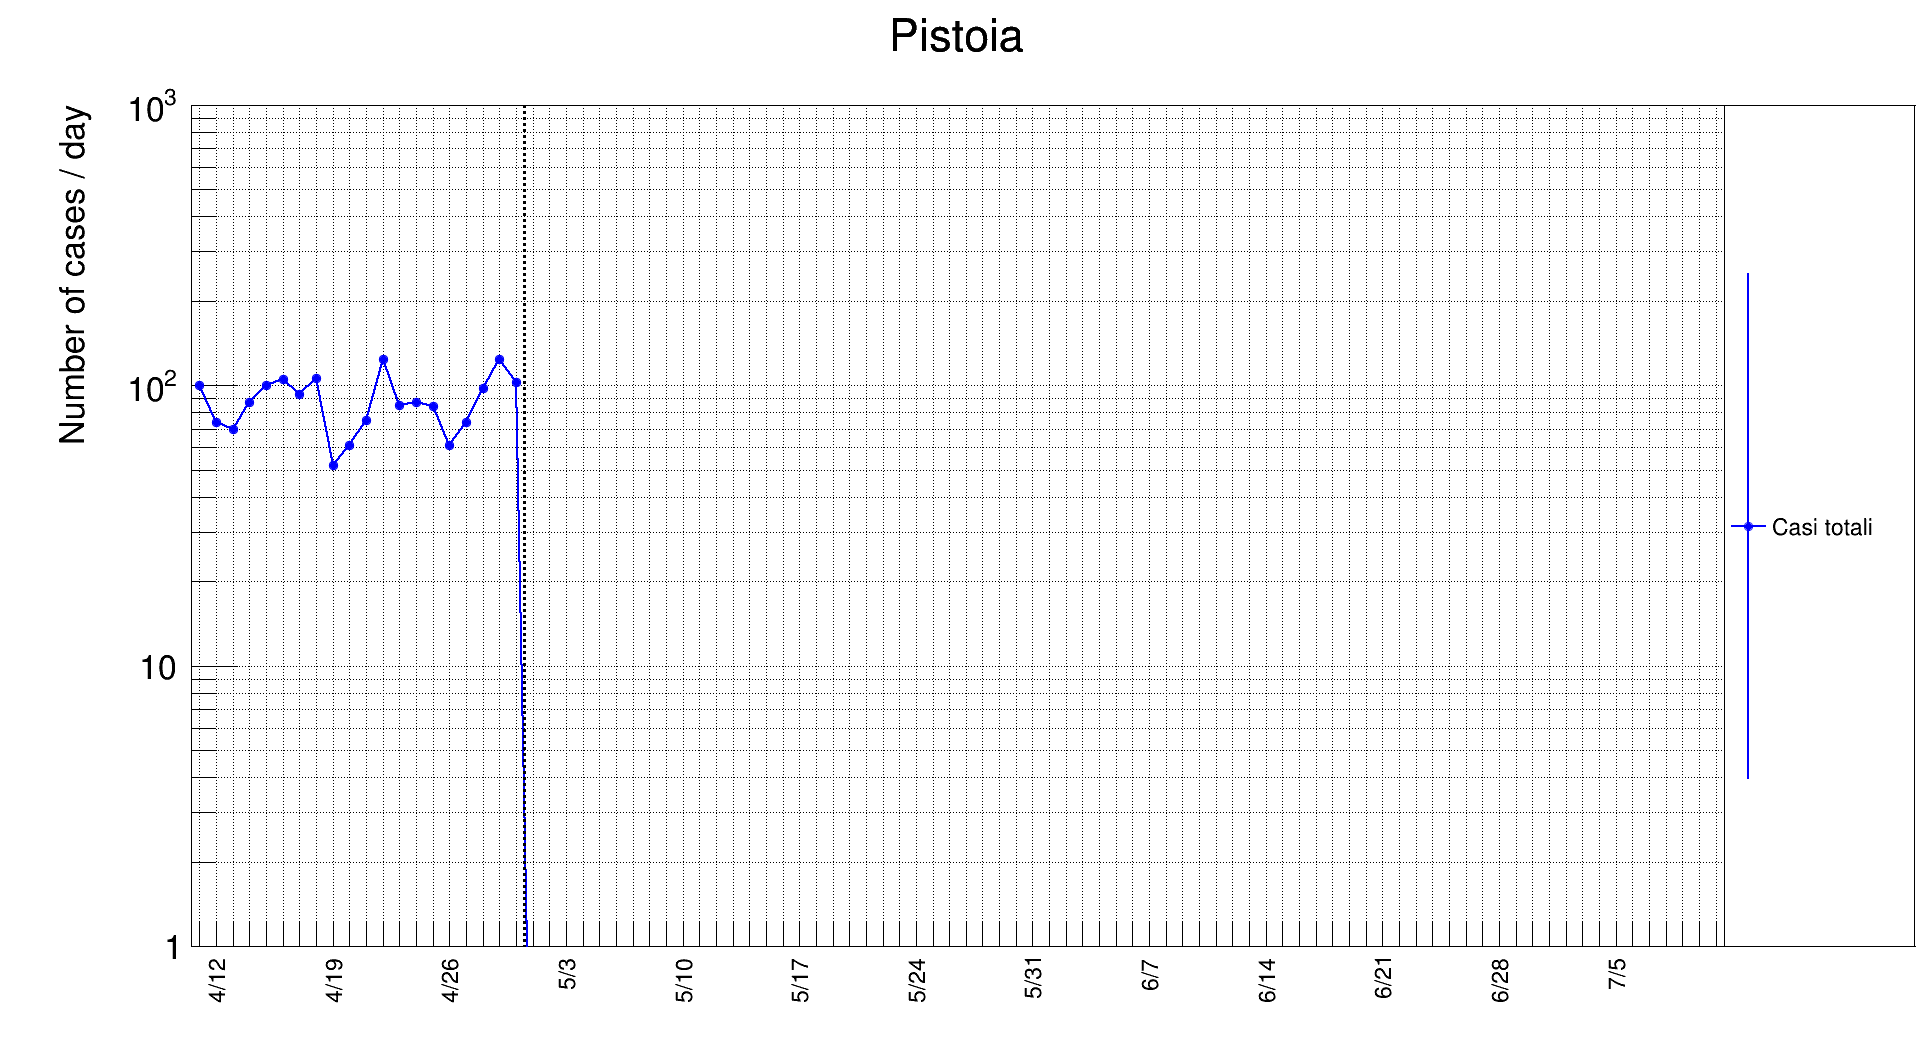 Pistoia
Number of cases / day
10³
10²
10
1
4/12 4/19 4/26 5/3 5/10 5/17 5/24 5/31 6/7 6/14 6/21 6/28 7/5
Casi totali